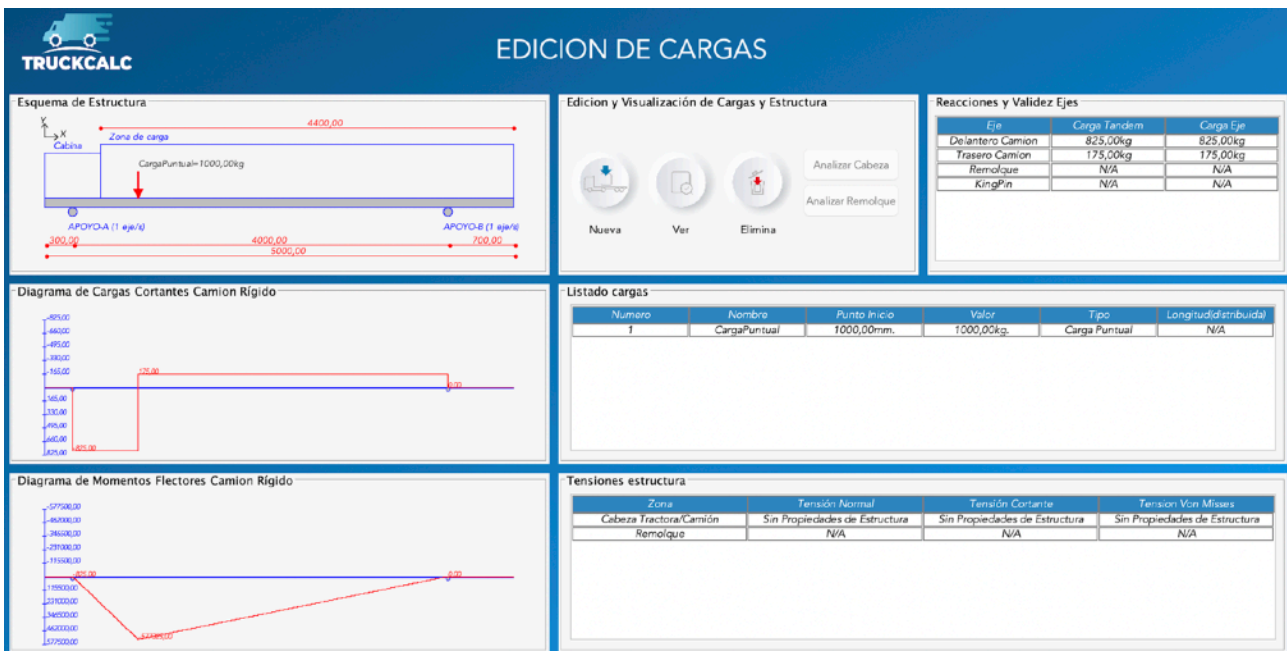 TRUCKCALC
EDICION DE CARGAS
Esquema de Estructura
Y
X
Cabina
Zona de carga
4400,00
CargaPuntual=1000,00kg
APOYO-A (1 eje/s)
APOYO-B (1 eje/s)
300,00
4000,00
700,00
5000,00
Edicion y Visualización de Cargas y Estructura
Nueva
Ver
Elimina
Analizar Cabeza
Analizar Remolque
Reacciones y Validez Ejes
Eje Carga Tandem Carga Eje
Delantero Camion 825,00kg 825,00kg
Trasero Camion 175,00kg 175,00kg
Remolque N/A N/A
KingPin N/A N/A
Diagrama de Cargas Cortantes Camion Rígido
-825,00
-660,00
-495,00
-330,00
-165,00
175,00
0,00
165,00
330,00
495,00
660,00
825,00
-825,00
Listado cargas
Numero Nombre Punto Inicio Valor Tipo Longitud(distribuida)
1 CargaPuntual 1000,00mm. 1000,00kg. Carga Puntual N/A
Diagrama de Momentos Flectores Camion Rígido
-577500,00
-462000,00
-346500,00
-231000,00
-115500,00
-825,00
0,00
115500,00
231000,00
346500,00
462000,00
577500,00
Tensiones estructura
Zona Tensión Normal Tensión Cortante Tension Von Misses
Cabeza Tractora/Camión Sin Propiedades de Estructura Sin Propiedades de Estructura Sin Propiedades de Estructura
Remolque N/A N/A N/A